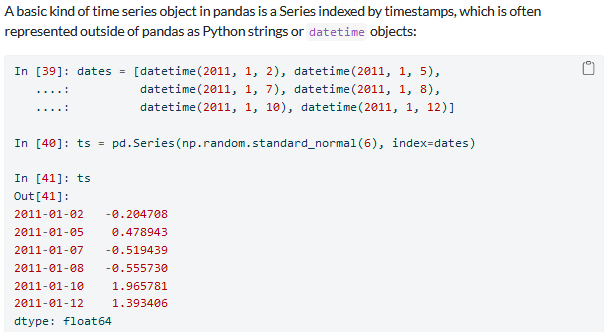 A basic kind of time series object in pandas is a Series indexed by timestamps, which is often
represented outside of pandas as Python strings or datetime objects:
In [39]: dates = [datetime(2011, 1, 2), datetime(2011, 1, 5),
   ....:          datetime(2011, 1, 7), datetime(2011, 1, 8),
   ....:          datetime(2011, 1, 10), datetime(2011, 1, 12)]
In [40]: ts = pd.Series(np.random.standard_normal(6), index=dates)
In [41]: ts
Out[41]:
2011-01-02   -0.204708
2011-01-05    0.478943
2011-01-07   -0.519439
2011-01-08   -0.555730
2011-01-10    1.965781
2011-01-12    1.393406
dtype: float64